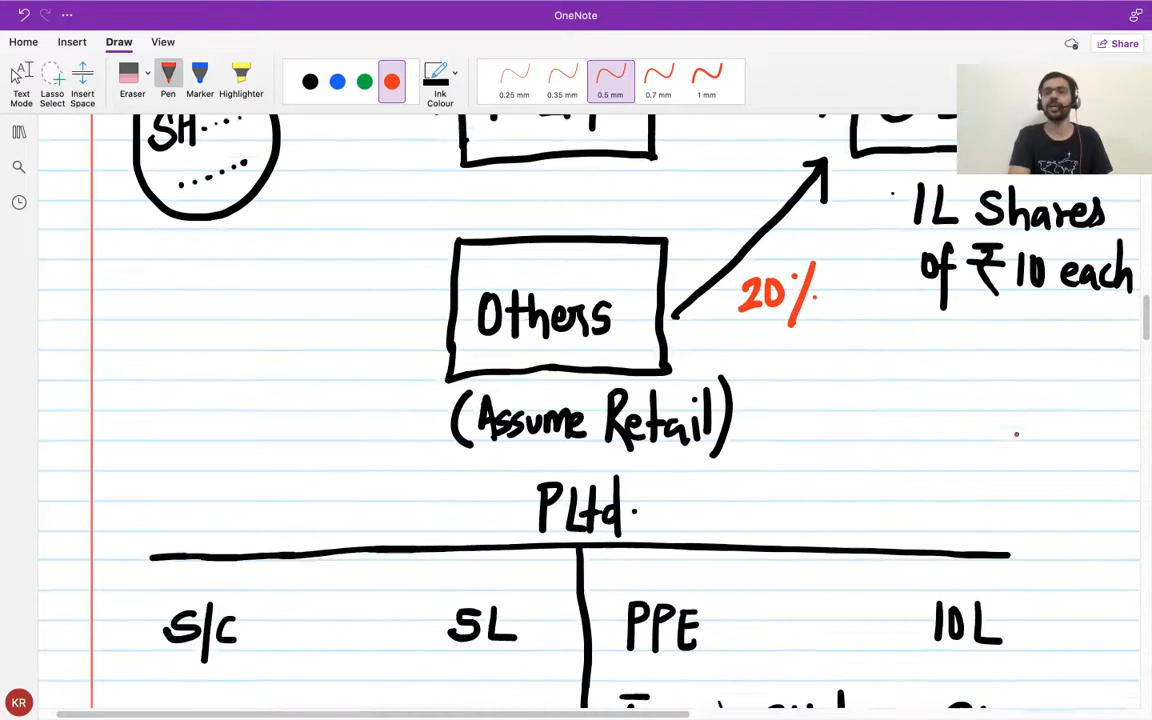 OneNote
Home Insert Draw View
Share
Text Mode
Lasso Select
Insert Space
Eraser
Pen
Marker
Highlighter
Ink Colour
0.25 mm
0.35 mm
0.5 mm
0.7 mm
1 mm
SH
1L Shares
of ₹10 each
20%
Others
(Assume Retail)
P Ltd.
S/C 5L PPE 10L
KR